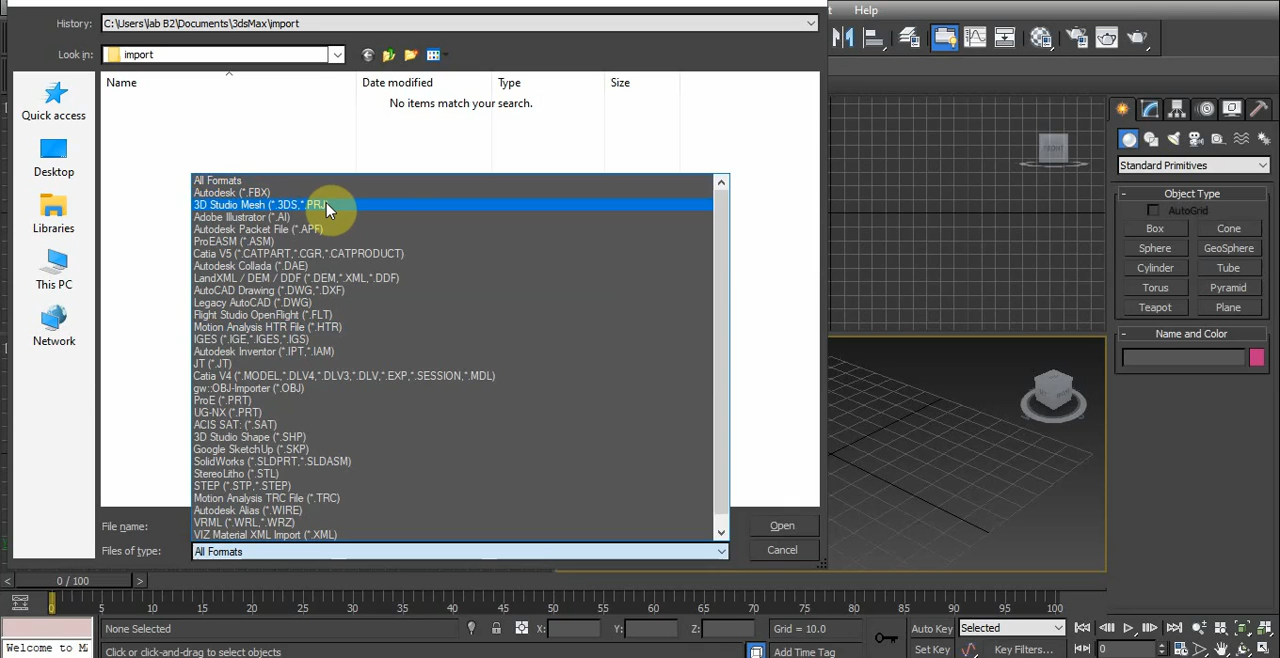 Help
History: C:\Users\lab B2\Documents\3dsMax\import
Look in: import
Name Date modified Type Size
No items match your search.
Quick access
Desktop
Libraries
This PC
Network
All Formats
Autodesk (*.FBX)
3D Studio Mesh (*.3DS,*.PRJ)
Adobe Illustrator (*.AI)
Autodesk Packet File (*.APF)
ProEASM (*.ASM)
Catia V5 (*.CATPART,*.CGR,*.CATPRODUCT)
Autodesk Collada (*.DAE)
LandXML / DEM / DDF (*.DEM,*.XML,*.DDF)
AutoCAD Drawing (*.DWG,*.DXF)
Legacy AutoCAD (*.DWG)
Flight Studio OpenFlight (*.FLT)
Motion Analysis HTR File (*.HTR)
IGES (*.IGE,*.IGES,*.IGS)
Autodesk Inventor (*.IPT,*.IAM)
JT (*.JT)
Catia V4 (*.MODEL,*.DLV4,*.DLV3,*.DLV,*.EXP,*.SESSION,*.MDL)
gw::OBJ-Importer (*.OBJ)
ProE (*.PRT)
UG-NX (*.PRT)
ACIS SAT: (*.SAT)
3D Studio Shape (*.SHP)
Google SketchUp (*.SKP)
SolidWorks (*.SLDPRT,*.SLDASM)
StereoLitho (*.STL)
STEP (*.STP,*.STEP)
Motion Analysis TRC File (*.TRC)
Autodesk Alias (*.WIRE)
VRML (*.WRL,*.WRZ)
VIZ Material XML Import (*.XML)
File name: Open
Files of type: All Formats Cancel
Standard Primitives
Object Type
AutoGrid
Box Cone
Sphere GeoSphere
Cylinder Tube
Torus Pyramid
Teapot Plane
Name and Color
FRONT
< 0 / 100 >
0 5 10 15 20 25 30 35 40 45 50 55 60 65 70 75 80 85 90 95 100
None Selected X: Y: Z: Grid = 10.0 Auto Key Selected
Welcome to M Click or click-and-drag to select objects Add Time Tag Set Key Key Filters... 0